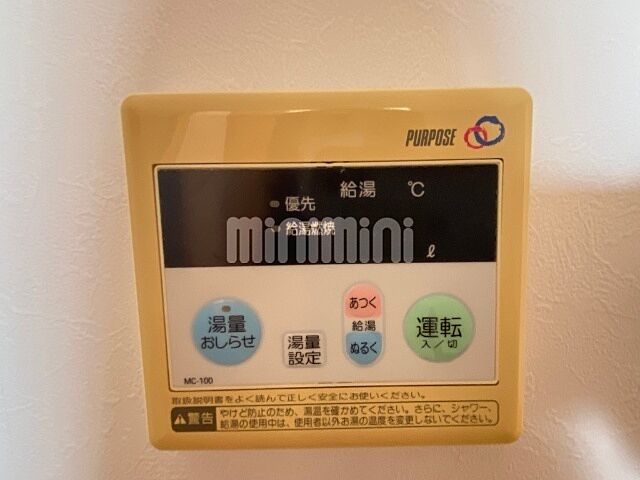 PURPOSE
給湯 ℃
優先
minimini
給湯燃焼
ℓ
湯量
おしらせ
湯量
設定
あつく
給湯
ぬるく
運転
入/切
MC-100
取扱説明書をよく読んで正しく安全にお使いください。
警告
やけど防止のため、湯温を確かめてください。さらに、シャワー、
給湯の使用中は、使用者以外お湯の温度を変更しないでください。